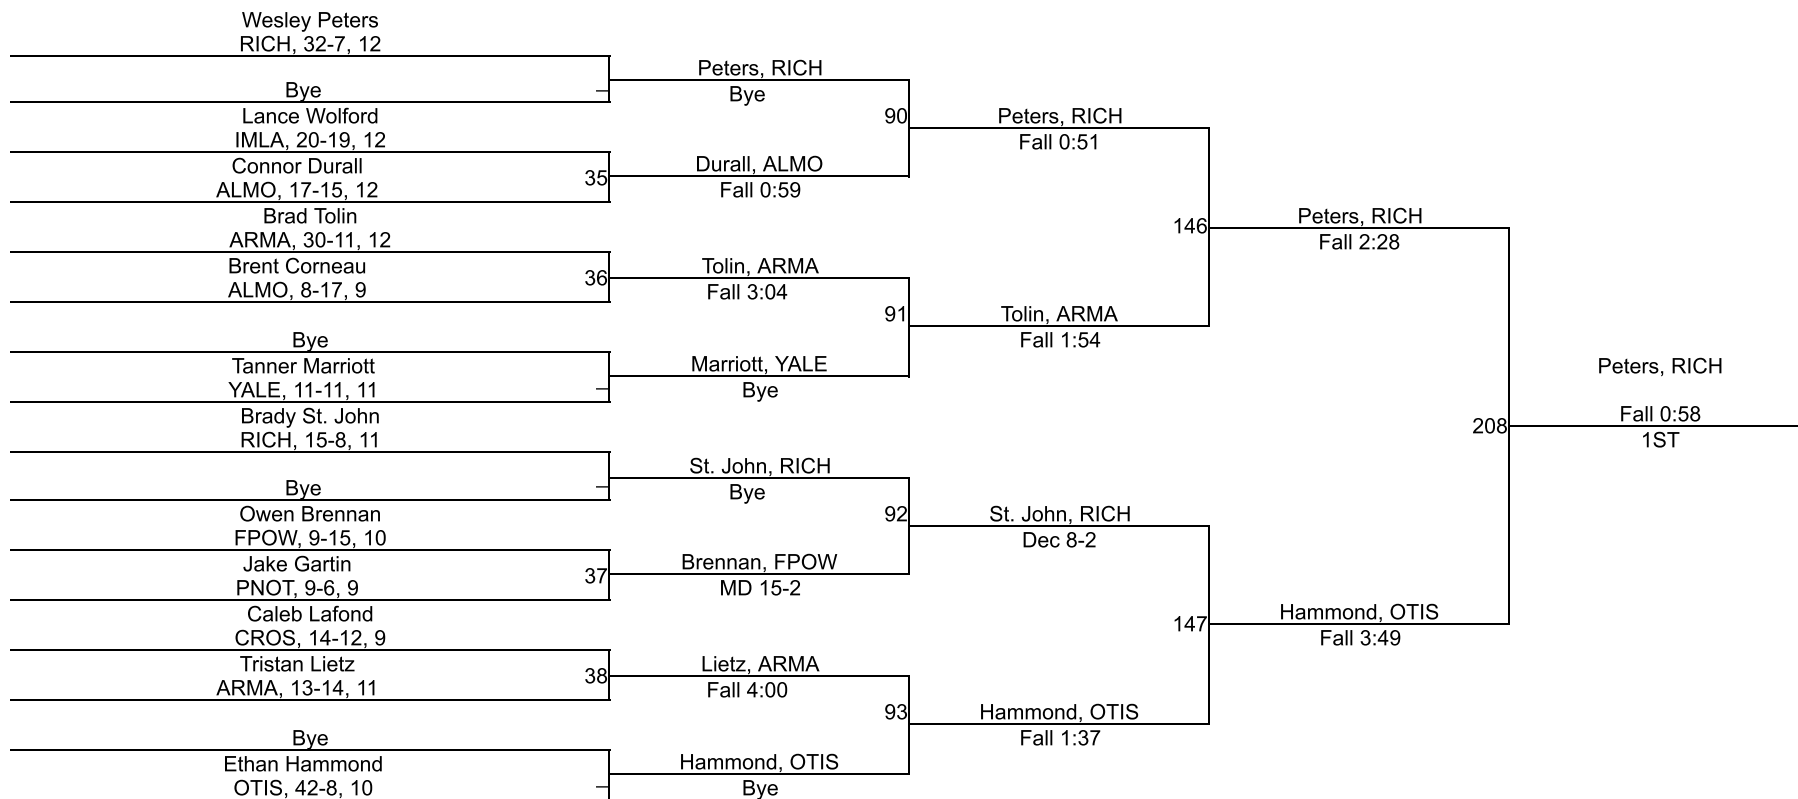 Wesley Peters
RICH, 32-7, 12
Bye
Lance Wolford
IMLA, 20-19, 12
Connor Durall
ALMO, 17-15, 12
Brad Tolin
ARMA, 30-11, 12
Brent Corneau
ALMO, 8-17, 9
Bye
Tanner Marriott
YALE, 11-11, 11
Brady St. John
RICH, 15-8, 11
Bye
Owen Brennan
FPOW, 9-15, 10
Jake Gartin
PNOT, 9-6, 9
Caleb Lafond
CROS, 14-12, 9
Tristan Lietz
ARMA, 13-14, 11
Bye
Ethan Hammond
OTIS, 42-8, 10
35
36
37
38
Peters, RICH
Bye
Durall, ALMO
Fall 0:59
Tolin, ARMA
Fall 3:04
Marriott, YALE
Bye
St. John, RICH
Bye
Brennan, FPOW
MD 15-2
Lietz, ARMA
Fall 4:00
Hammond, OTIS
Bye
90
91
92
93
Peters, RICH
Fall 0:51
Tolin, ARMA
Fall 1:54
St. John, RICH
Dec 8-2
Hammond, OTIS
Fall 1:37
146
147
Peters, RICH
Fall 2:28
Hammond, OTIS
Fall 3:49
208
Peters, RICH
Fall 0:58
1ST